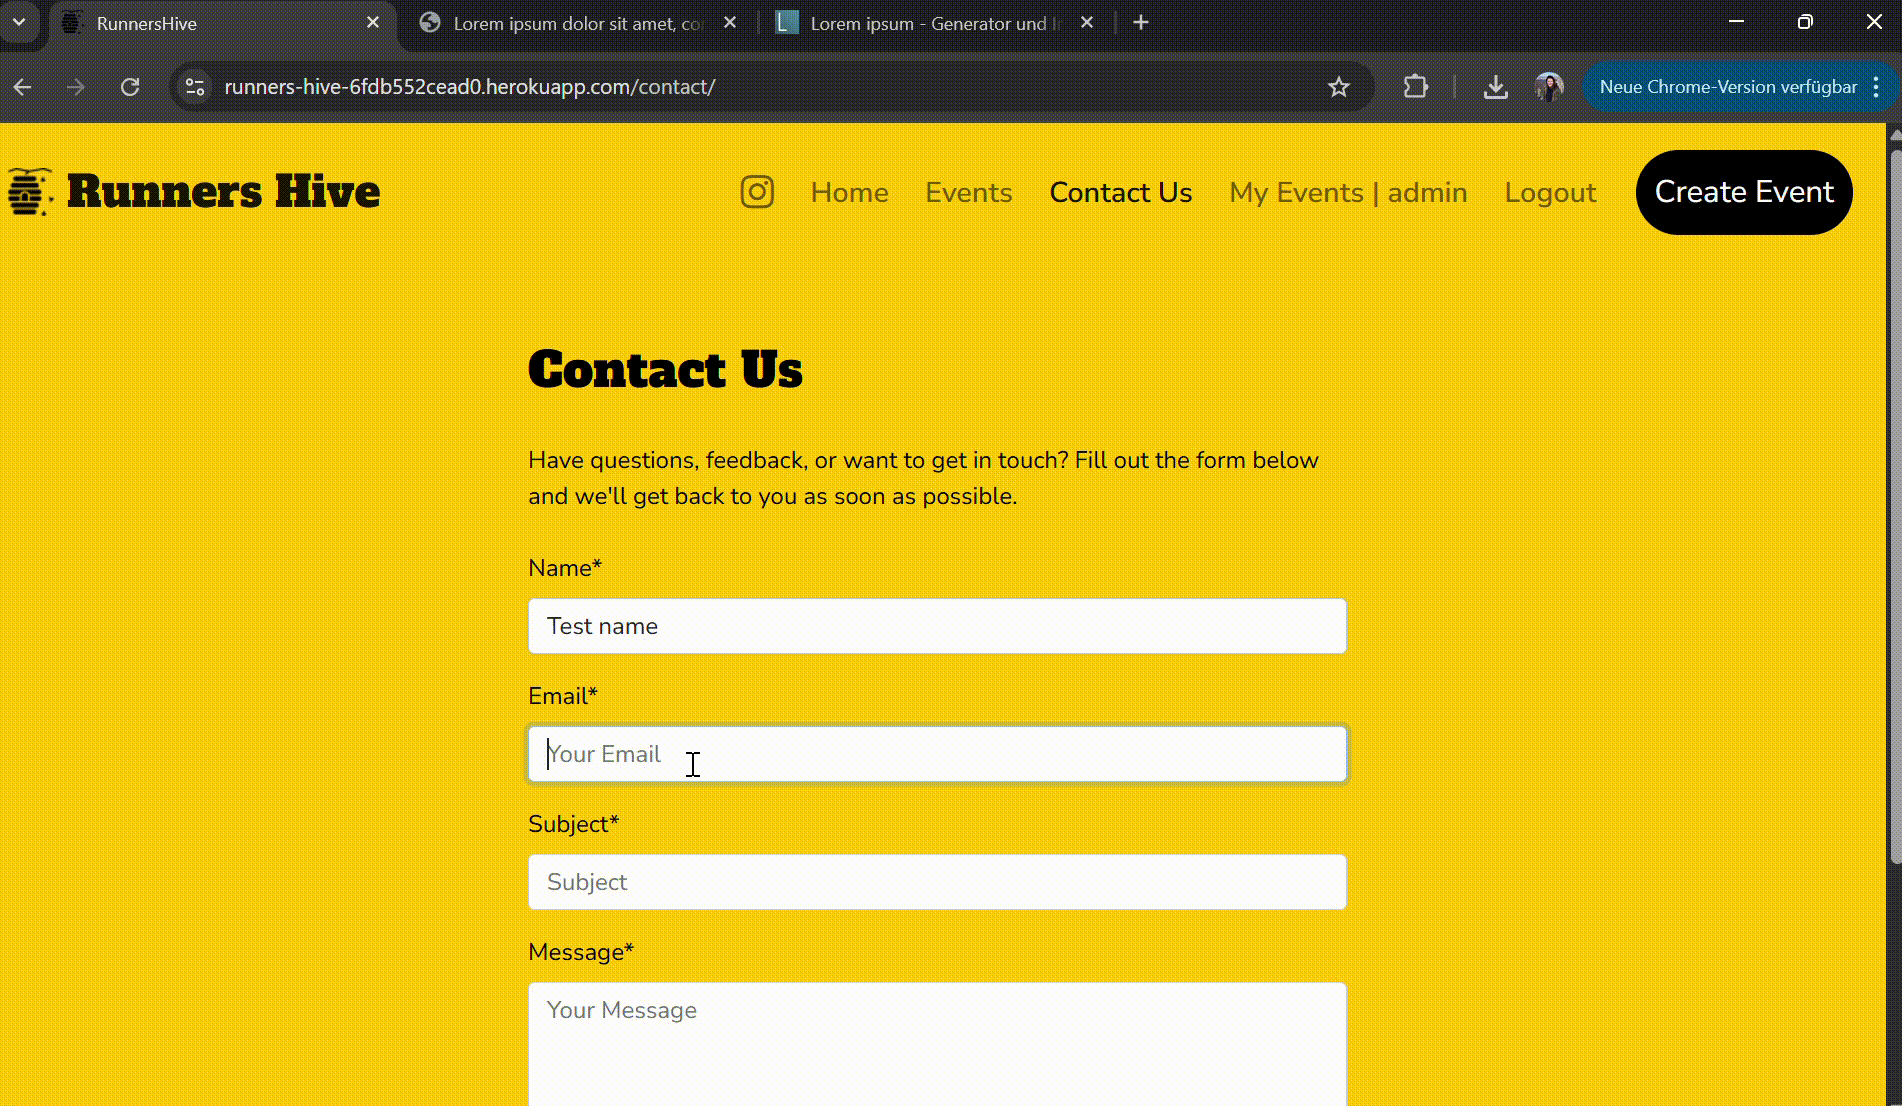 RunnersHive
Lorem ipsum dolor sit amet, co
Lorem ipsum - Generator und I
runners-hive-6fdb552cead0.herokuapp.com/contact/
Neue Chrome-Version verfügbar
Runners Hive
Home
Events
Contact Us
My Events | admin
Logout
Create Event
Contact Us
Have questions, feedback, or want to get in touch? Fill out the form below
and we'll get back to you as soon as possible.
Name*
Test name
Email*
Your Email
Subject*
Subject
Message*
Your Message